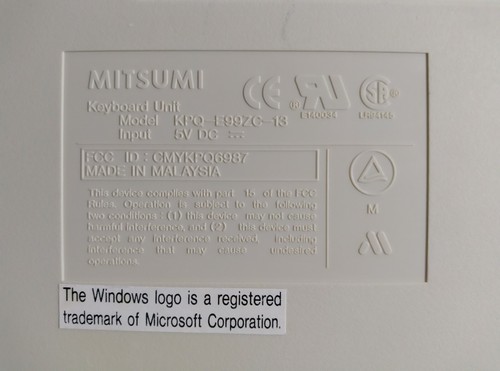 MITSUMI
Keyboard Unit
Model KPQ-E99ZC-13
Input 5V DC
E140034
LR84145
FCC ID : CMYKPQ6987
MADE IN MALAYSIA
This device complies with part 15 of the FCC
Rules. Operation is subject to the following
two conditions : (1) this device may not cause
harmful interference, and (2) this device must
accept any interference received, including
interference that may cause undesired
operations.
CE
M
The Windows logo is a registered
trademark of Microsoft Corporation.